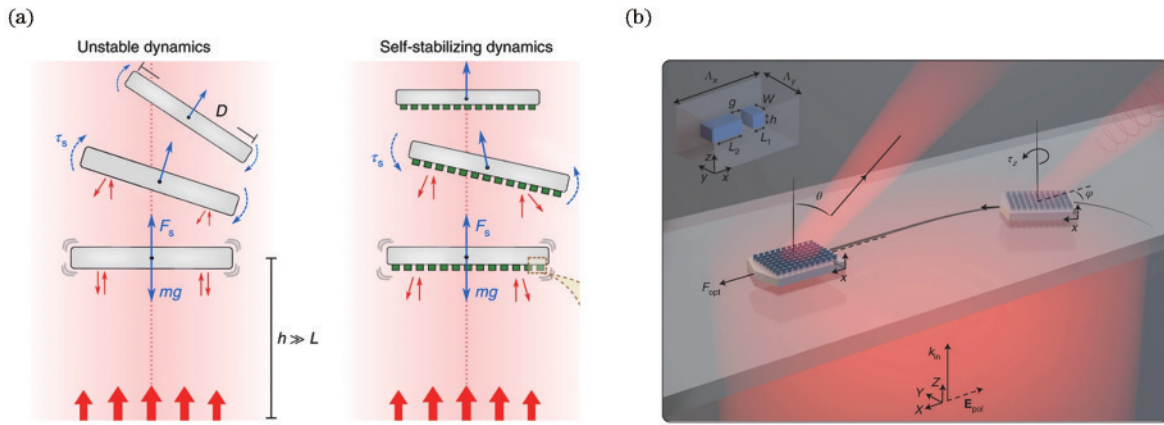 (a)
Unstable dynamics
D
τs
Fs
mg
h ≫ L
Self-stabilizing dynamics
τs
Fs
mg
(b)
Λx
Λy
g
W
h
L1
L2
z
y
x
θ
τz
φ
x
x
Fopt
kin
Z
Y
X
Epol